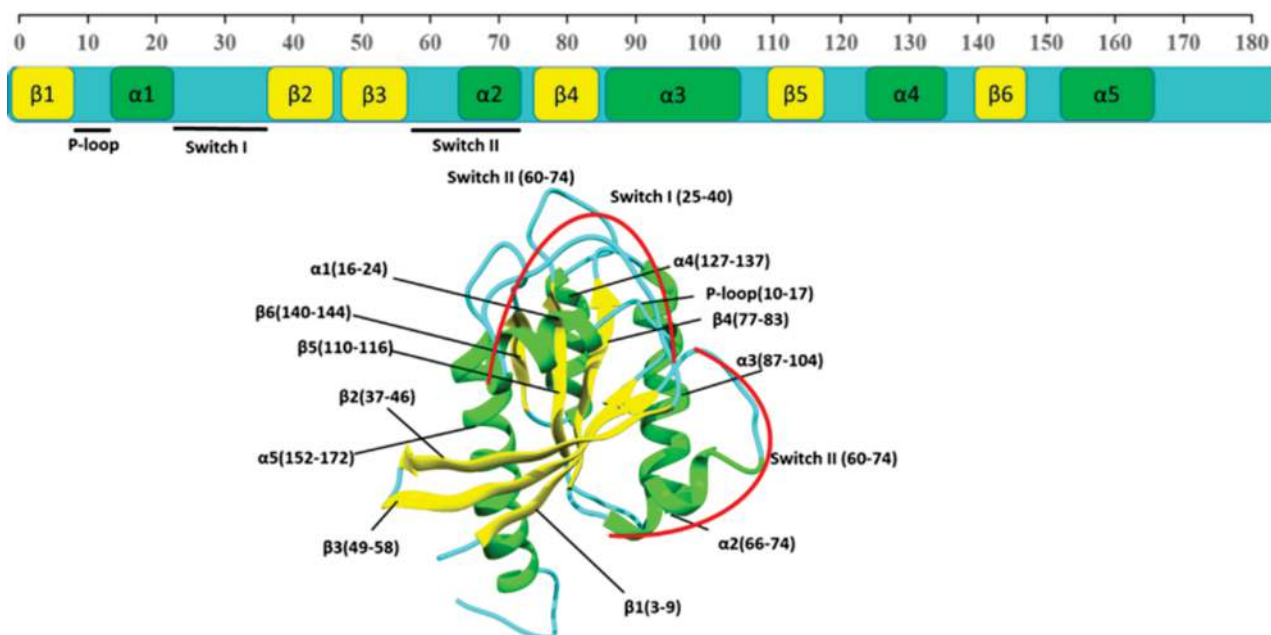 0 10 20 30 40 50 60 70 80 90 100 110 120 130 140 150 160 170 180
β1 α1 β2 β3 α2 β4 α3 β5 α4 β6 α5
P-loop Switch I Switch II
Switch II (60-74)
Switch I (25-40)
α1(16-24)
α4(127-137)
β6(140-144)
P-loop(10-17)
β5(110-116)
β4(77-83)
α3(87-104)
β2(37-46)
α5(152-172)
Switch II (60-74)
β3(49-58)
α2(66-74)
β1(3-9)